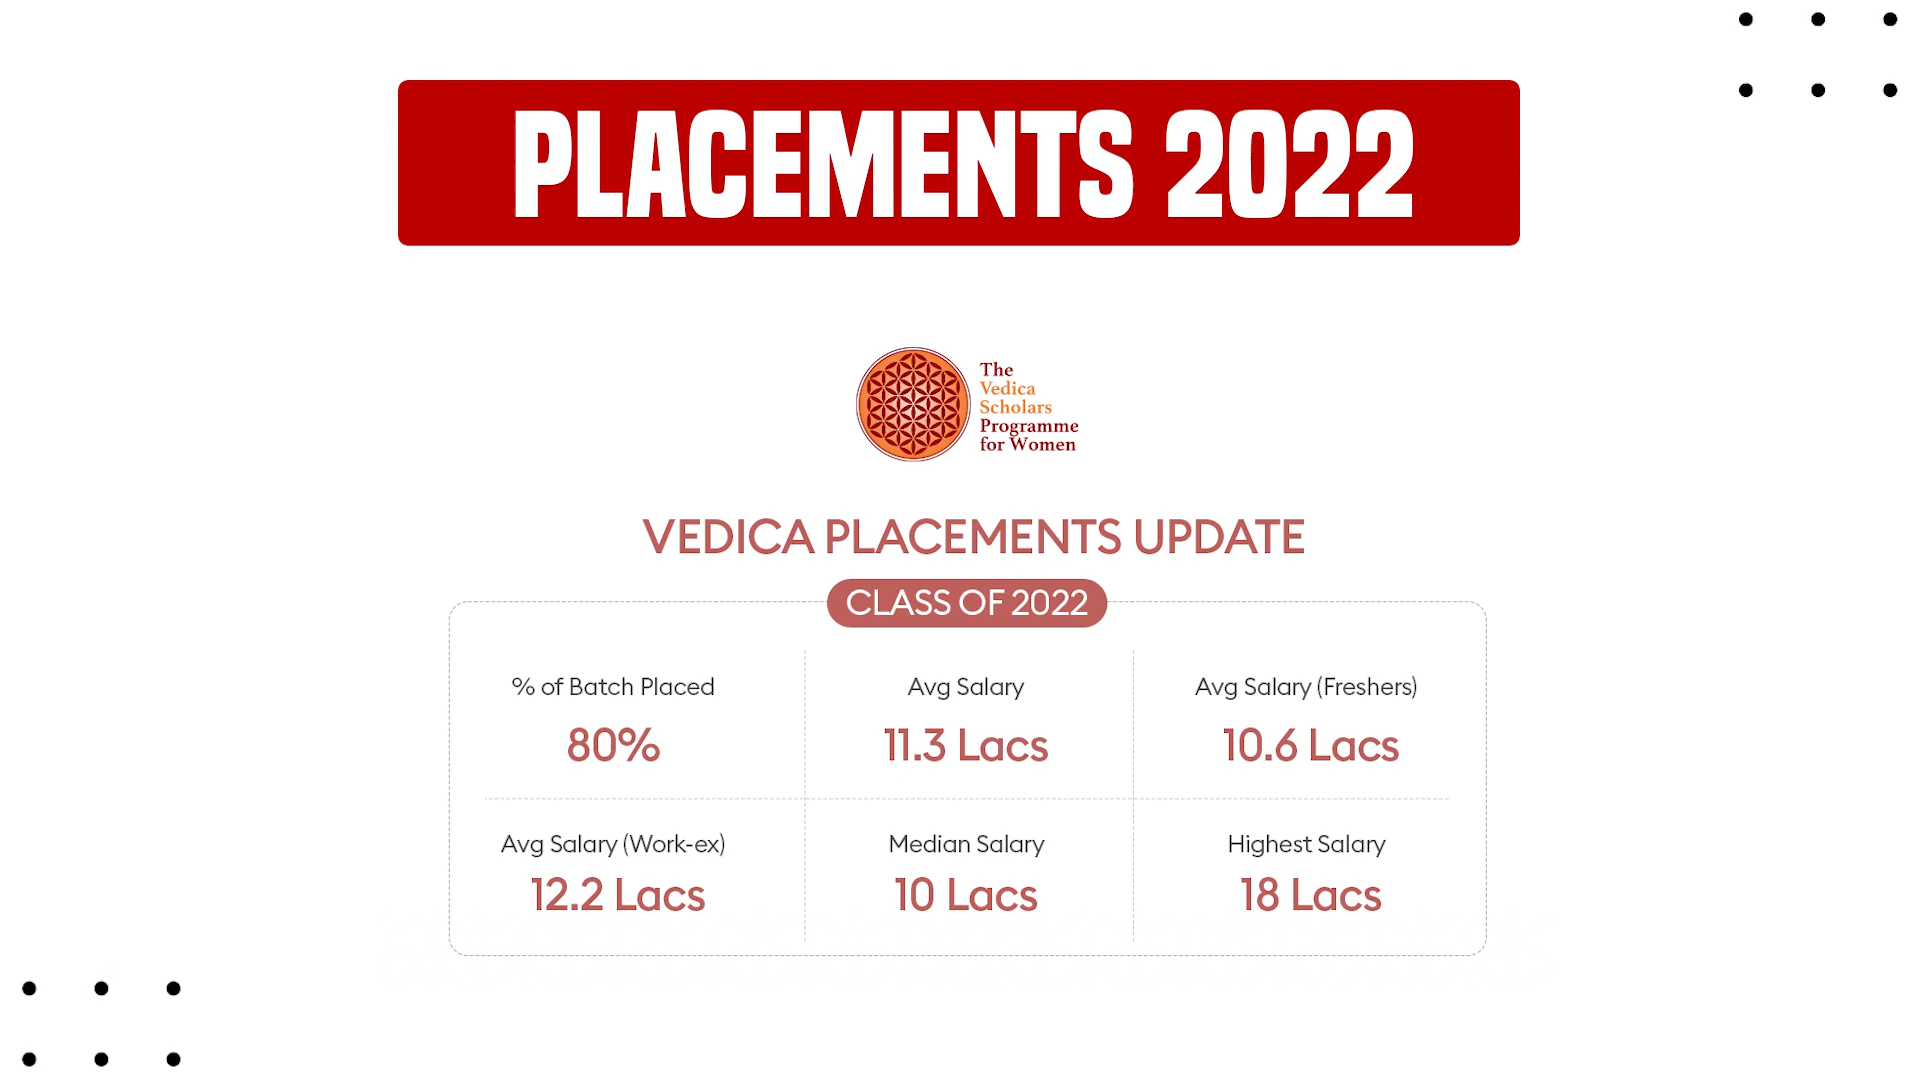 PLACEMENTS 2022
The
Vedica
Scholars
Programme
for Women
VEDICA PLACEMENTS UPDATE
CLASS OF 2022
% of Batch Placed
80%
Avg Salary
11.3 Lacs
Avg Salary (Freshers)
10.6 Lacs
Avg Salary (Work-ex)
12.2 Lacs
Median Salary
10 Lacs
Highest Salary
18 Lacs